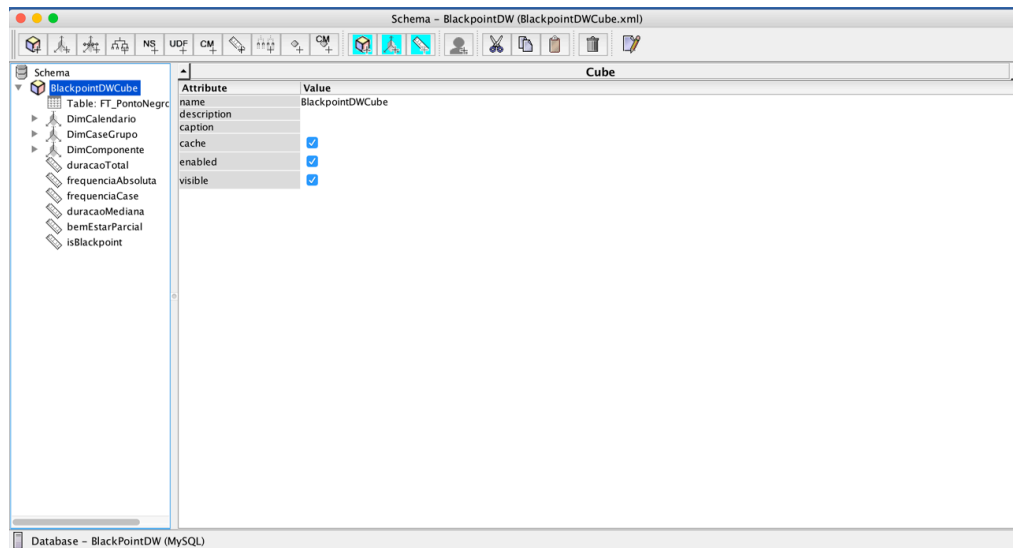 Schema - BlackpointDW (BlackpointDWCube.xml)
NS UDF CM CM
Schema
BlackpointDWCube
Table: FT_PontoNegro
DimCalendario
DimCaseGrupo
DimComponente
duracaoTotal
frequenciaAbsoluta
frequenciaCase
duracaoMediana
bemEstarParcial
isBlackpoint
Cube
Attribute Value
name BlackpointDWCube
description
caption
cache
enabled
visible
Database - BlackPointDW (MySQL)